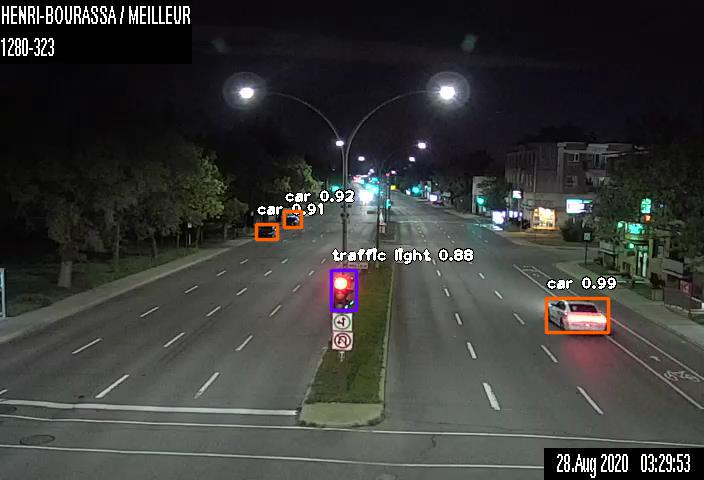 HENRI-BOURASSA / MEILLEUR
1280-323
car 0.92
car 0.91
traffic light 0.88
car 0.99
28.Aug 2020 03:29:53